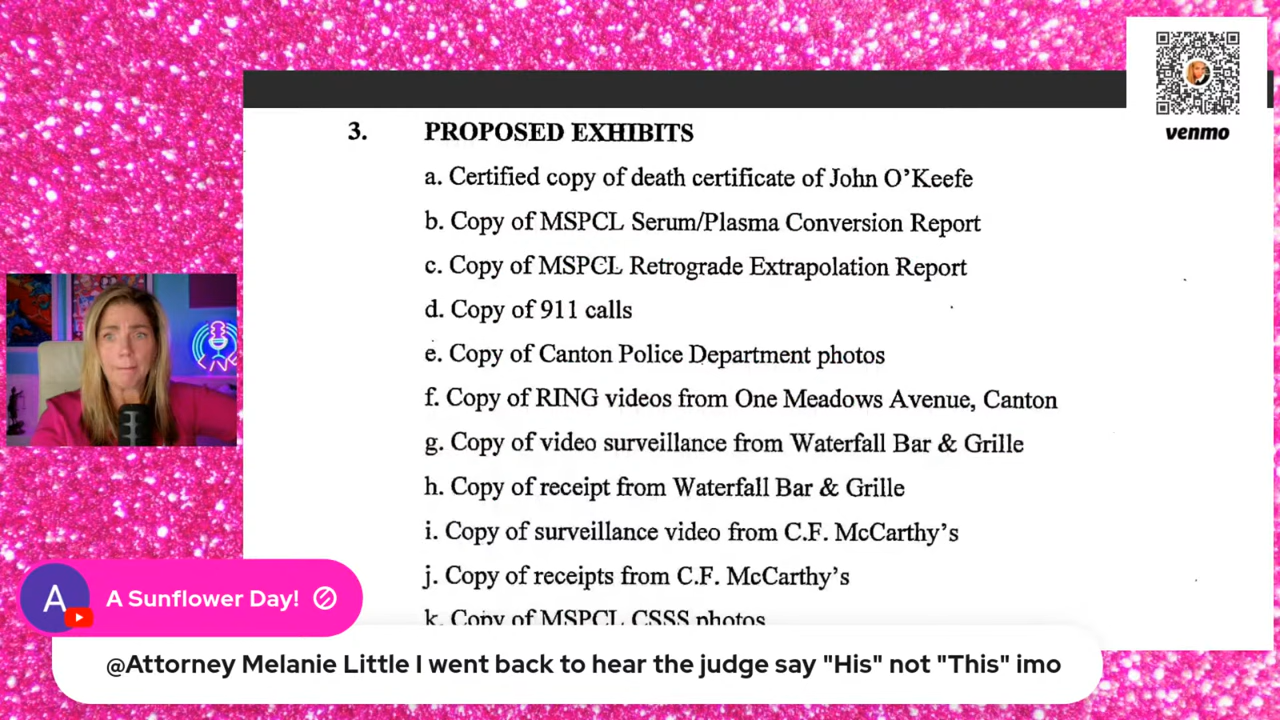 venmo
3. PROPOSED EXHIBITS
a. Certified copy of death certificate of John O’Keefe
b. Copy of MSPCL Serum/Plasma Conversion Report
c. Copy of MSPCL Retrograde Extrapolation Report
d. Copy of 911 calls
e. Copy of Canton Police Department photos
f. Copy of RING videos from One Meadows Avenue, Canton
g. Copy of video surveillance from Waterfall Bar & Grille
h. Copy of receipt from Waterfall Bar & Grille
i. Copy of surveillance video from C.F. McCarthy’s
j. Copy of receipts from C.F. McCarthy’s
k. Copy of MSPCL CSSS photos
A
A Sunflower Day!
@Attorney Melanie Little I went back to hear the judge say "His" not "This" imo